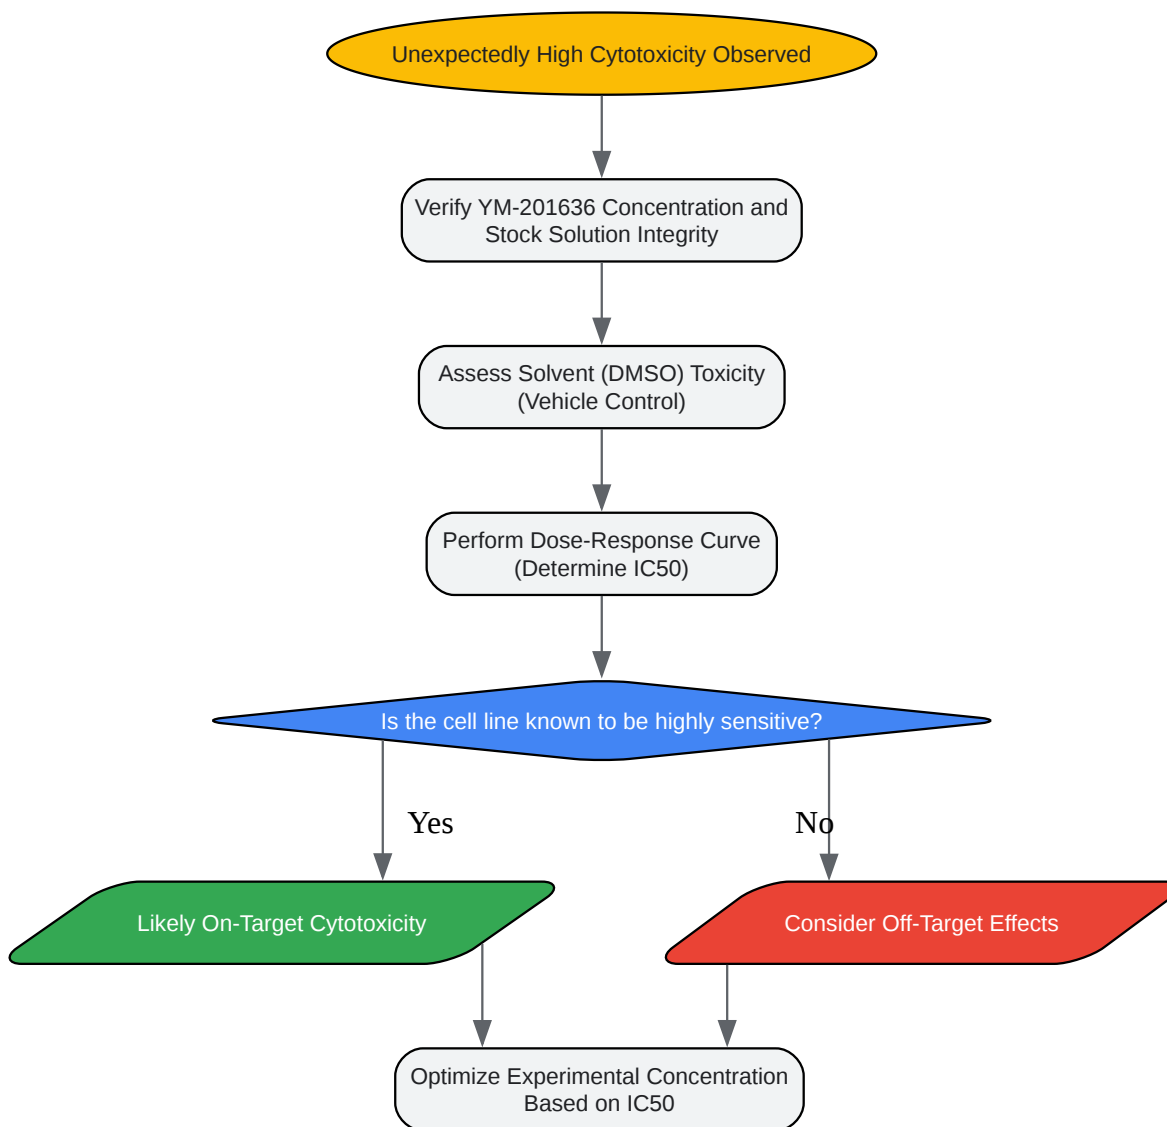 Unexpectedly High Cytotoxicity Observed
Verify YM-201636 Concentration and
Stock Solution Integrity
Assess Solvent (DMSO) Toxicity
(Vehicle Control)
Perform Dose-Response Curve
(Determine IC50)
Is the cell line known to be highly sensitive?
Yes
No
Likely On-Target Cytotoxicity
Consider Off-Target Effects
Optimize Experimental Concentration
Based on IC50